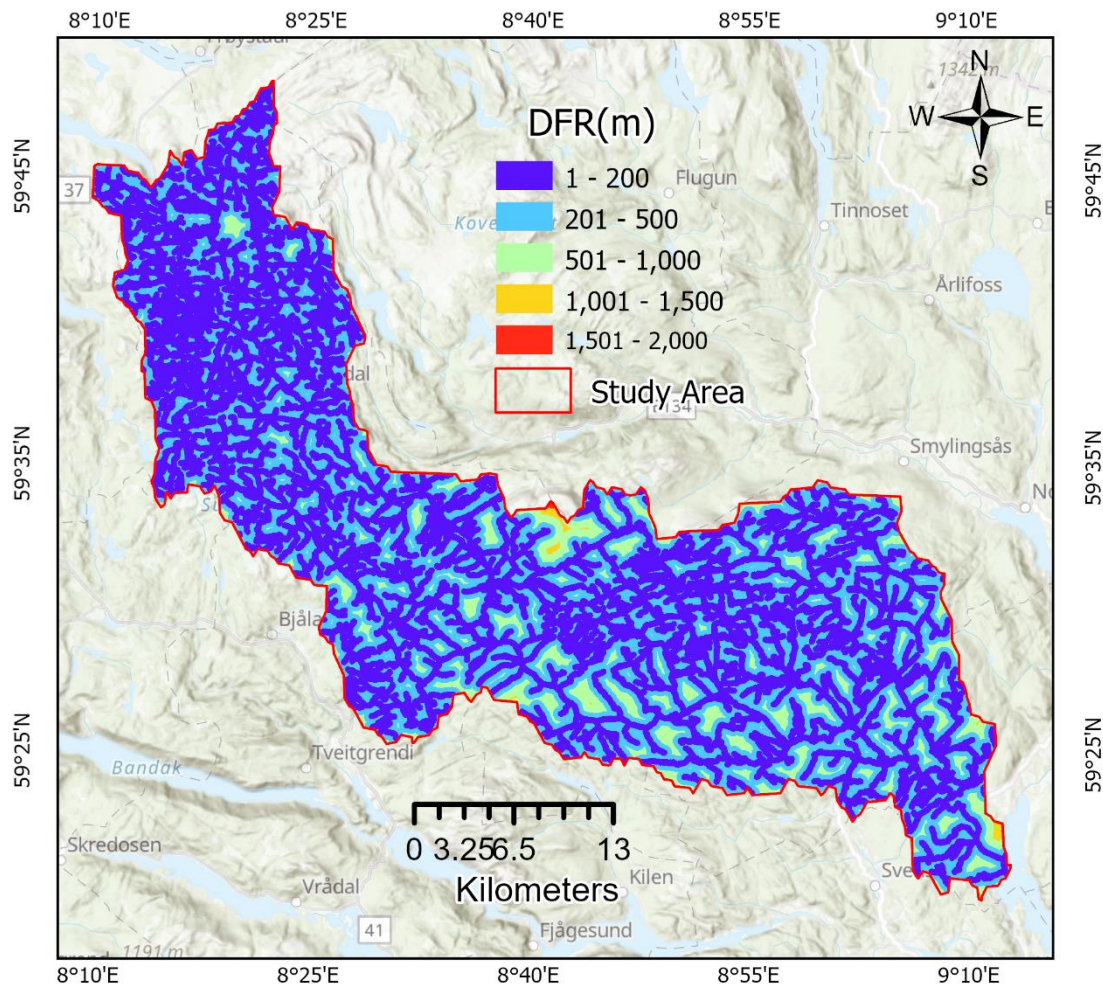 8°10'E 8°25'E 8°40'E 8°55'E 9°10'E
1342 m
N
W E
S
DFR(m)
1 - 200
201 - 500
501 - 1,000
1,001 - 1,500
1,501 - 2,000
Study Area
59°45'N
59°45'N
37
Flugun
Tinnoset
Årlifoss
dal
134
Smylingsås
59°35'N
59°35'N
No
Bjåla
59°25'N
59°25'N
Tveitgrendi
Bandak
0 3.25 6.5 13
Kilometers
Skredosen
Vrådal
Kilen
Sve
41
Fjågesund
1191 m
8°10'E 8°25'E 8°40'E 8°55'E 9°10'E